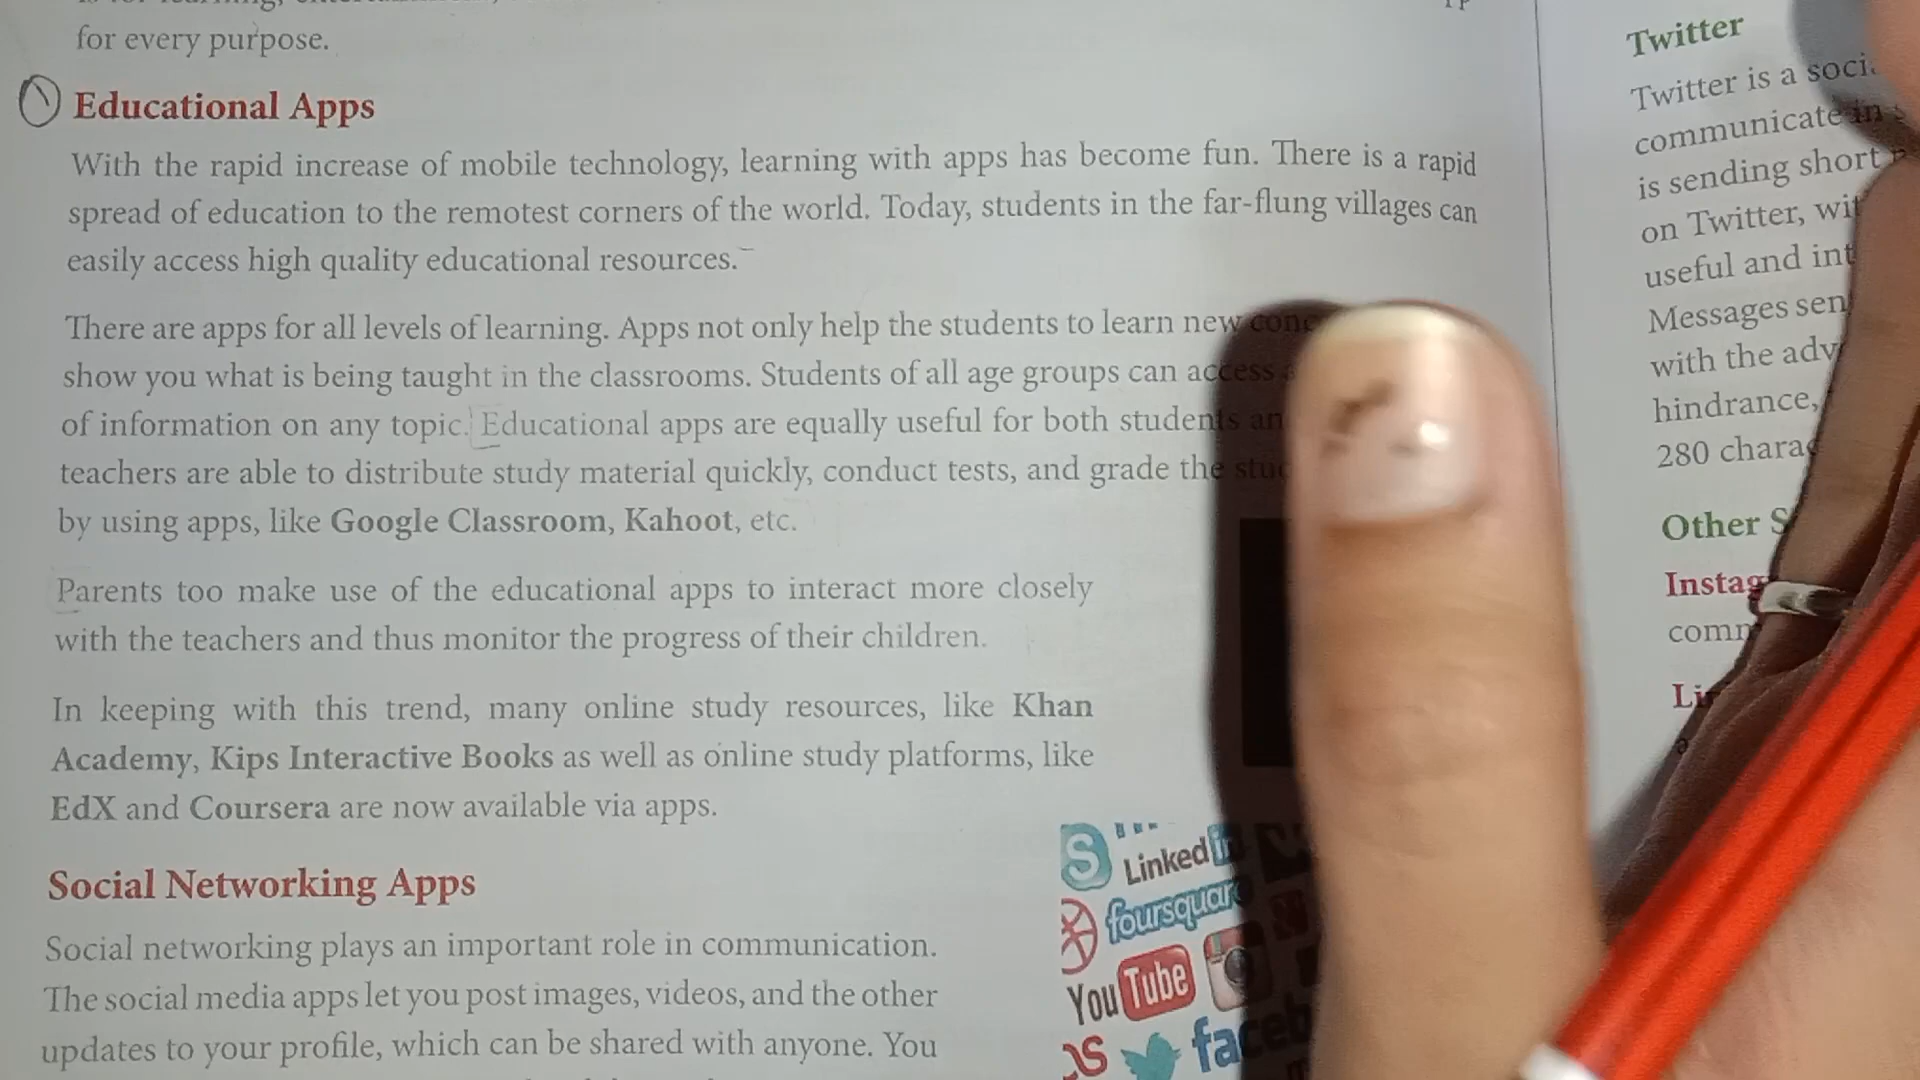 for every purpose.
Educational Apps
With the rapid increase of mobile technology, learning with apps has become fun. There is a rapid
spread of education to the remotest corners of the world. Today, students in the far-flung villages can
easily access high quality educational resources.
There are apps for all levels of learning. Apps not only help the students to learn new
show you what is being taught in the classrooms. Students of all age groups can access
of information on any topic. Educational apps are equally useful for both students
teachers are able to distribute study material quickly, conduct tests, and grade the
by using apps, like Google Classroom, Kahoot, etc.
Parents too make use of the educational apps to interact more closely
with the teachers and thus monitor the progress of their children.
In keeping with this trend, many online study resources, like Khan
Academy, Kips Interactive Books as well as online study platforms, like
EdX and Coursera are now available via apps.
Social Networking Apps
Social networking plays an important role in communication.
The social media apps let you post images, videos, and the other
updates to your profile, which can be shared with anyone. You
S
Linkedin
YouTube
Twitter
Twitter is a
communicate in
is sending short
on Twitter,
useful and
Messages
with the
hindrance,
280
Other